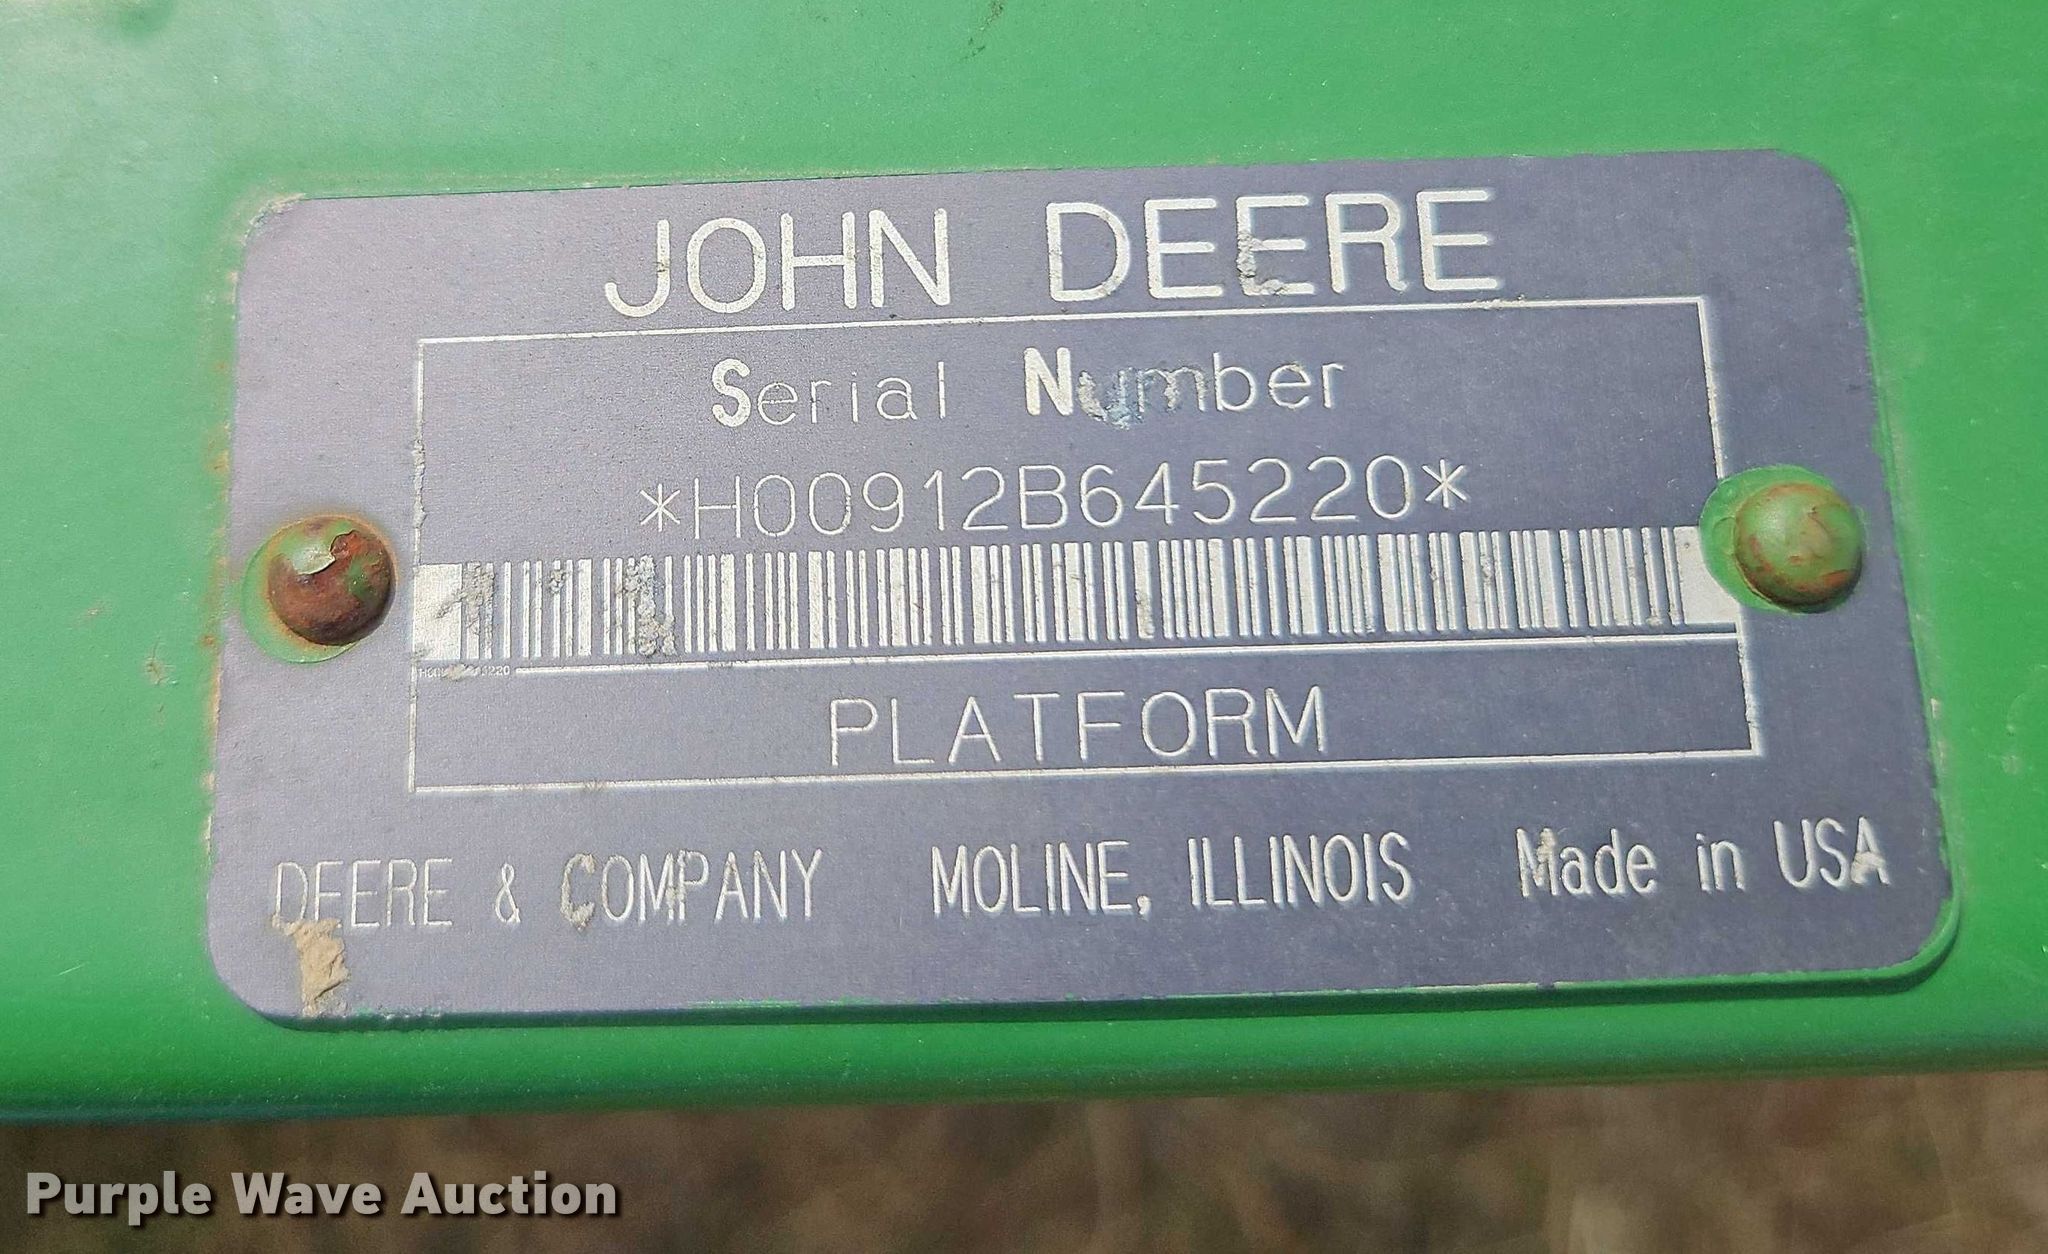 JOHN DEERE
Serial Number
*H00912B645220*
PLATFORM
DEERE & COMPANY MOLINE, ILLINOIS Made in USA
Purple Wave Auction